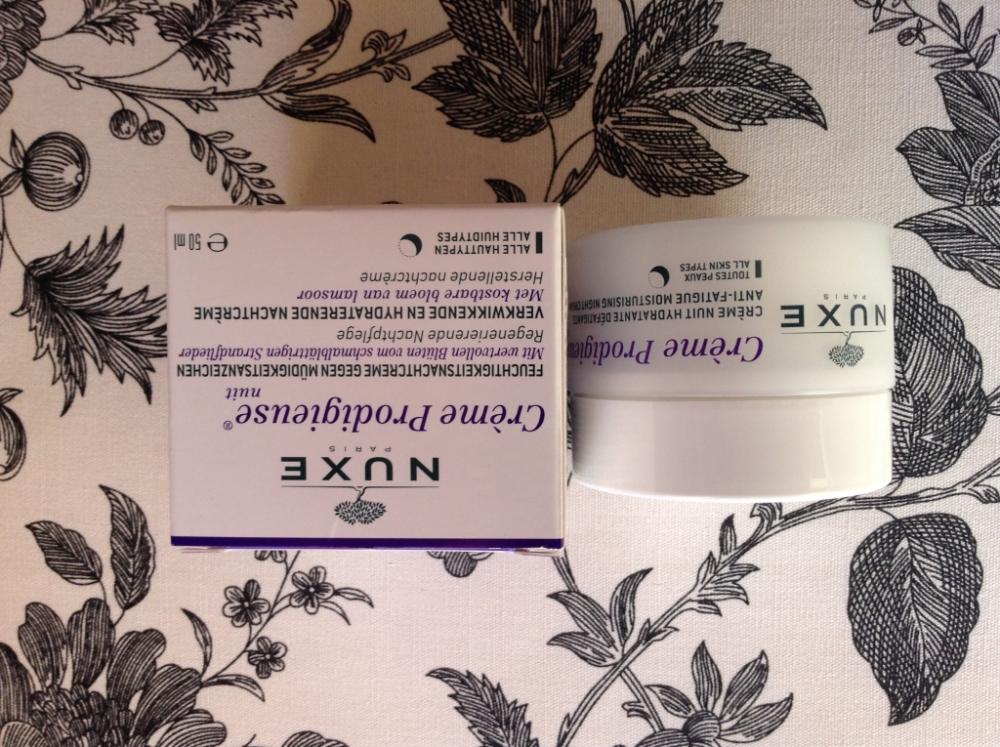 NUXE
PARIS
Crème Prodigieuse®
nuit
FEUCHTIGKEITSNACHTCREME GEGEN MÜDIGKEITSANZEICHEN
Mit wertvollen Blüten vom schmalblättrigen Strandflieder
Regenerierende Nachtpflege
VERKWIKKENDE EN HYDRATERENDE NACHTCRÈME
Met kostbare bloem van lamsoor
Herstellende nachtcrème
ALLE HAUTTYPEN
ALLE HUIDTYPES
℮ 50 ml
NUXE
PARIS
Crème
CRÈME NUIT HYDRATANTE DÉFATIGANTE
ANTI-FATIGUE MOISTURISING NIGHT
TOUTES PEAUX
ALL SKIN TYPES